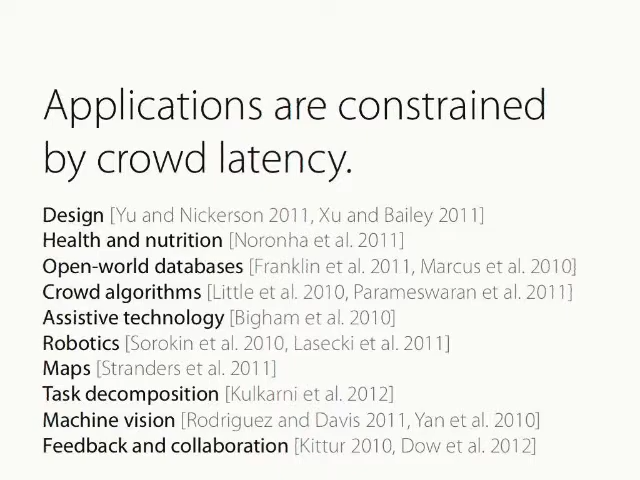 Applications are constrained
by crowd latency.
Design [Yu and Nickerson 2011, Xu and Bailey 2011]
Health and nutrition [Noronha et al. 2011]
Open-world databases [Franklin et al. 2011, Marcus et al. 2010]
Crowd algorithms [Little et al. 2010, Parameswaran et al. 2011]
Assistive technology [Bigham et al. 2010]
Robotics [Sorokin et al. 2010, Lasecki et al. 2011]
Maps [Stranders et al. 2011]
Task decomposition [Kulkarni et al. 2012]
Machine vision [Rodriguez and Davis 2011, Yan et al. 2010]
Feedback and collaboration [Kittur 2010, Dow et al. 2012]